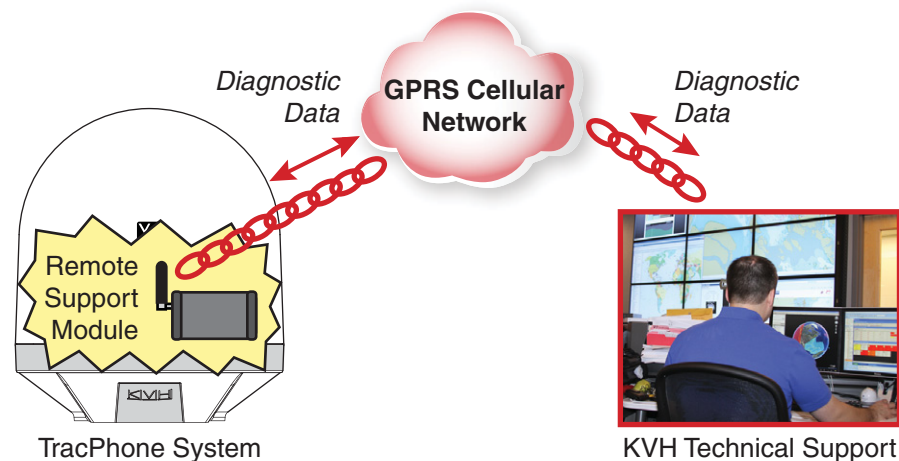 Diagnostic
Data
GPRS Cellular
Network
Diagnostic
Data
Remote
Support
Module
KVH
TracPhone System
KVH Technical Support